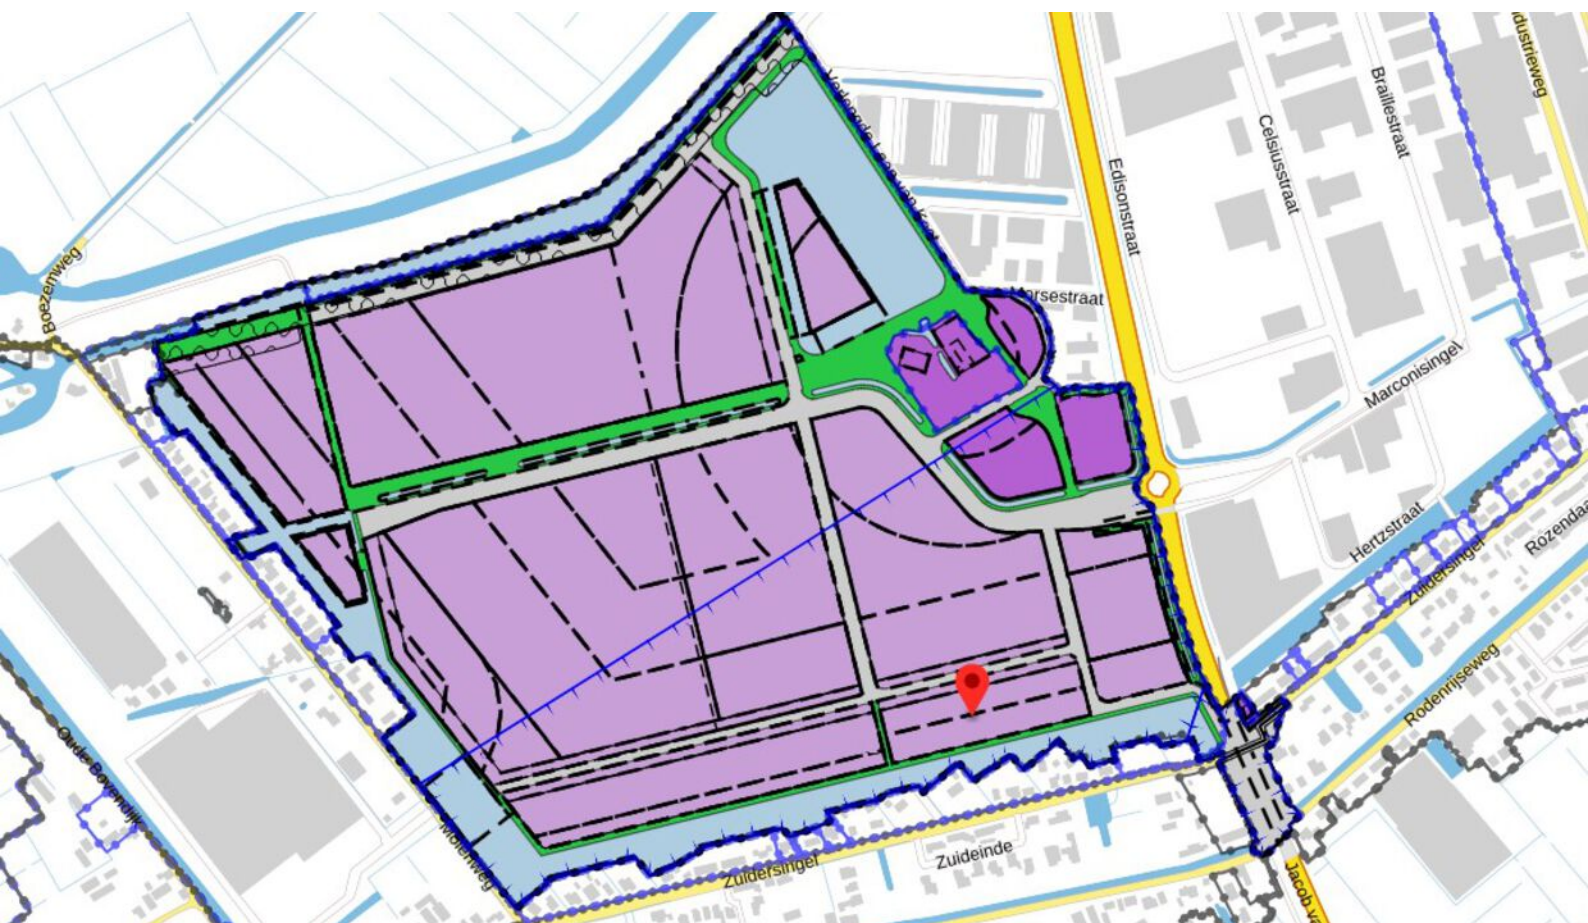 Boezemweg
Edisonstraat
Celsiusstraat
Braillestraat
Morsestraat
Marconisingel
Hertzstraat
Zuidersingel
Rodenrijseweg
Oude Bovendijk
Molenweg
Zuidersingel
Zuideinde